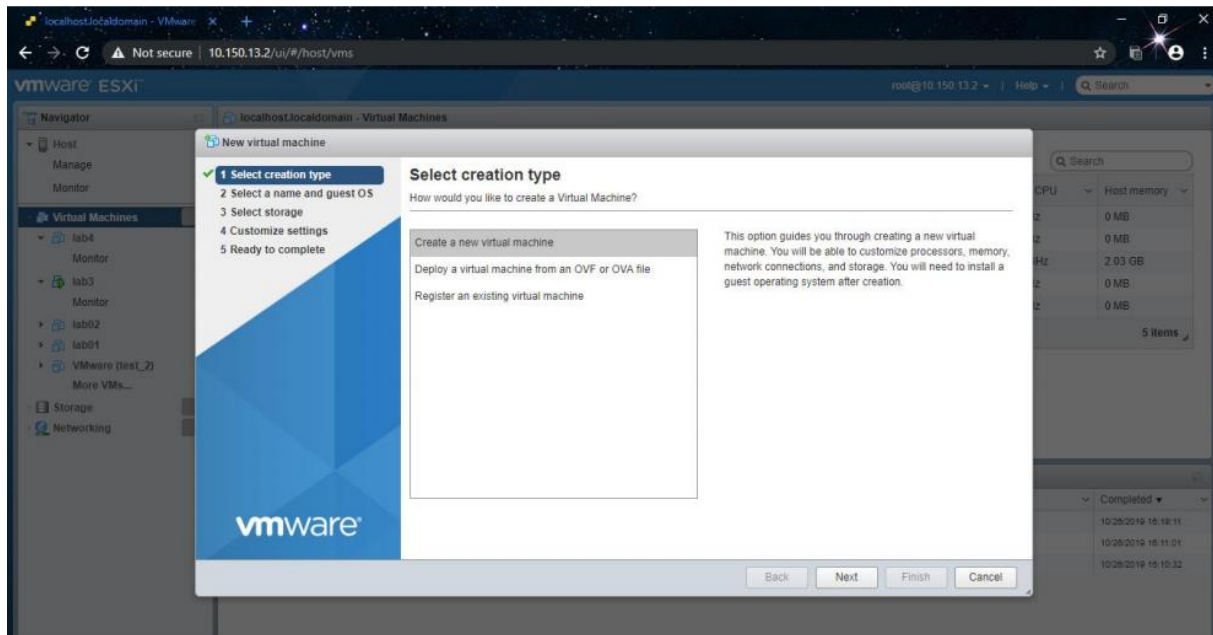 localhost.localdomain - VMware
Not secure 10.150.13.2/ui/#/host/vms
vmware ESXi
root@10.150.13.2 Help Search
Navigator
localhost.localdomain - Virtual Machines
Host
Manage
Monitor
Virtual Machines
lab4
Monitor
lab3
Monitor
lab02
lab01
VMware (test_2)
More VMs...
Storage
Networking
New virtual machine
1 Select creation type
2 Select a name and guest OS
3 Select storage
4 Customize settings
5 Ready to complete
vmware
Select creation type
How would you like to create a Virtual Machine?
Create a new virtual machine
Deploy a virtual machine from an OVF or OVA file
Register an existing virtual machine
This option guides you through creating a new virtual
machine. You will be able to customize processors, memory,
network connections, and storage. You will need to install a
guest operating system after creation.
Back Next Finish Cancel
Search
CPU Host memory
0 MB
0 MB
2.03 GB
0 MB
0 MB
5 items
Completed
10/26/2019 16:11:01
10/26/2019 16:10:32